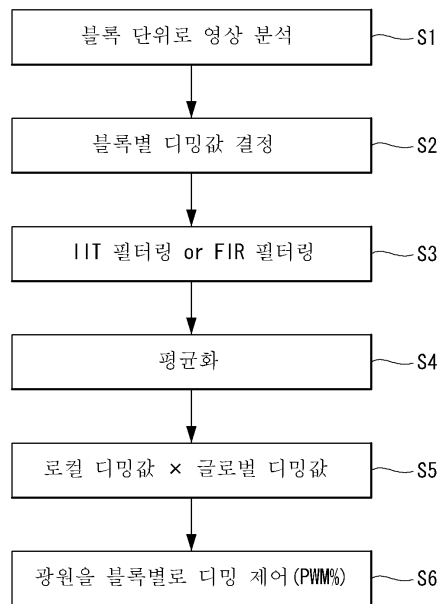 블록 단위로 영상 분석 S1
블록별 디밍값 결정 S2
IIT 필터링 or FIR 필터링 S3
평균화 S4
로컬 디밍값 × 글로벌 디밍값 S5
광원을 블록별로 디밍 제어(PWM%) S6